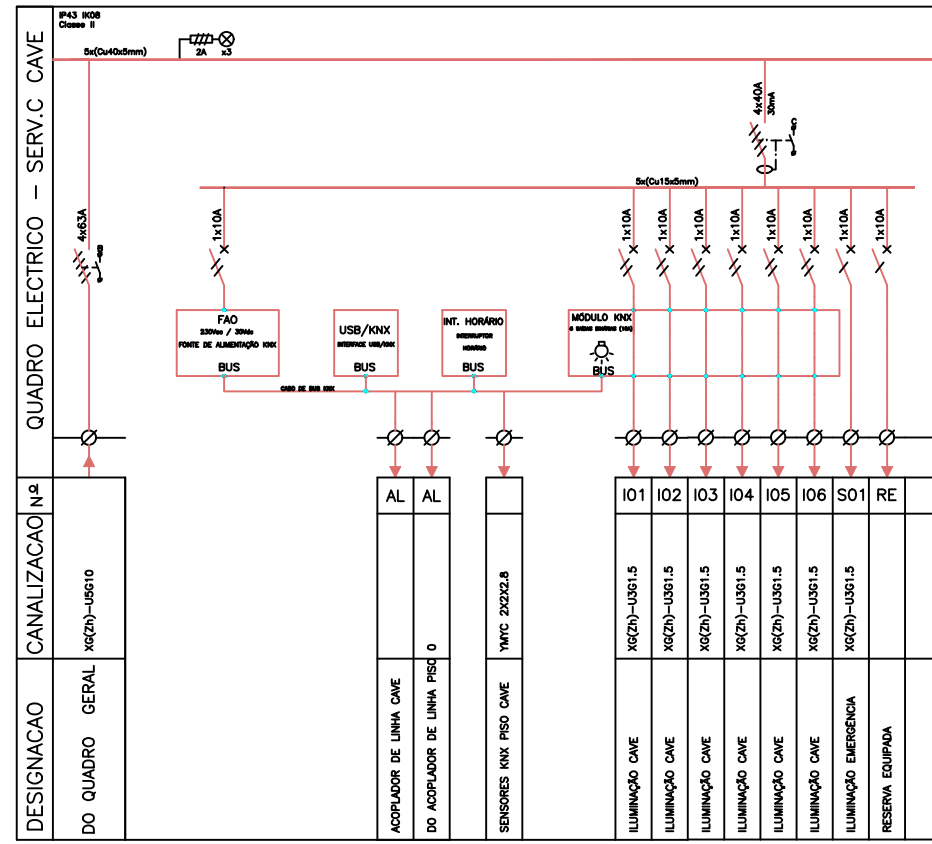 IP43 IK08
Classe II
5x(Cu40x5mm)
2A
x3
QUADRO ELECTRICO - SERV.C CAVE
4x63A
4x40A
30mA
C
5x(Cu15x5mm)
1x10A
1x10A
1x10A
1x10A
1x10A
1x10A
1x10A
1x10A
1x10A
FAO
230Vac / 30Vdc
FONTE DE ALIMENTAÇÃO KNX
BUS
USB/KNX
INTERFACE USB/KNX
BUS
INT. HORÁRIO
INTERRUPTOR
HORÁRIO
BUS
MÓDULO KNX
6 SAIDAS BINÁRIAS (10A)
BUS
CABO DE BUS KNX
Nº
AL
AL
I01
I02
I03
I04
I05
I06
S01
RE
CANALIZACAO
XG(Zh)-U5G10
YMYC 2X2X2.8
XG(Zh)-U3G1.5
XG(Zh)-U3G1.5
XG(Zh)-U3G1.5
XG(Zh)-U3G1.5
XG(Zh)-U3G1.5
XG(Zh)-U3G1.5
XG(Zh)-U3G1.5
DESIGNACAO
DO QUADRO GERAL
ACOPLADOR DE LINHA CAVE
DO ACOPLADOR DE LINHA PISO 0
SENSORES KNX PISO CAVE
ILUMINAÇÃO CAVE
ILUMINAÇÃO CAVE
ILUMINAÇÃO CAVE
ILUMINAÇÃO CAVE
ILUMINAÇÃO CAVE
ILUMINAÇÃO CAVE
ILUMINAÇÃO EMERGÊNCIA
RESERVA EQUIPADA